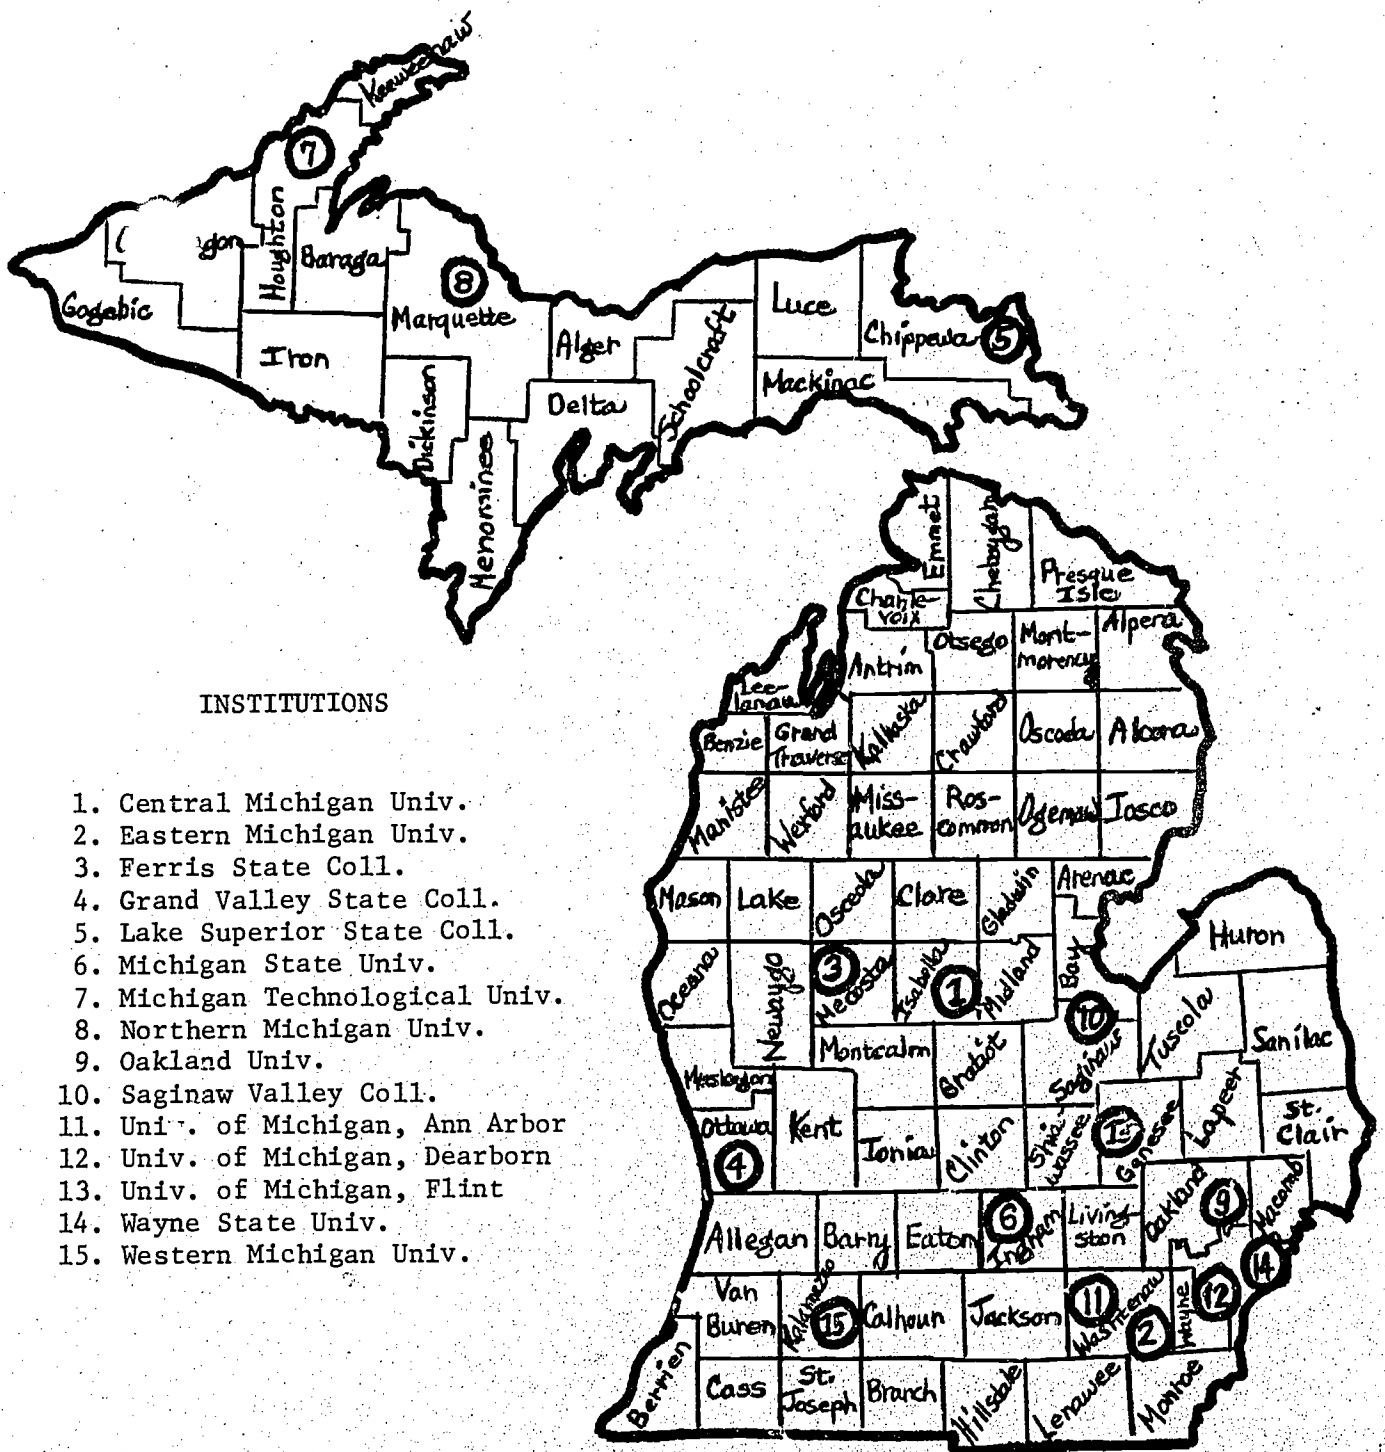 Keweenaw
7
gon
Houghton
Baraga
8
Gogebic
Marquette
Iron
Alger
Luce
Chippewa
5
Schoolcraft
Mackinac
Dickinson
Delta
Menominee
Emmet
Cheboygan
Presque
Isle
Charle-
voix
Otsego
Mont-
morency
Alpena
Antrim
INSTITUTIONS
1. Central Michigan Univ.
2. Eastern Michigan Univ.
3. Ferris State Coll.
4. Grand Valley State Coll.
5. Lake Superior State Coll.
6. Michigan State Univ.
7. Michigan Technological Univ.
8. Northern Michigan Univ.
9. Oakland Univ.
10. Saginaw Valley Coll.
11. of Michigan, Ann Arbor
12. Univ. of Michigan, Dearborn
13. Univ. of Michigan, Flint
14. Wayne State Univ.
15. Western Michigan Univ.
Lee-
lanau
Benzie
Grand
Traverse
Kalkaska
Crawford
Oscoda
Alcona
Manistee
Wexford
Miss-
aukee
Ros-
common
Ogemaw
Iosco
Mason
Lake
Osceola
Clare
Gladwin
Arenac
Huron
Oceana
Newaygo
3
Mecosta
Isabella
1
Midland
Bay
10
Saginaw
Tuscola
Sanilac
Montcalm
Gratiot
Muskegon
Ottawa
4
Kent
Ionia
Clinton
Shia-
wassee
Genesee
Lapeer
St.
Clair
Allegan
Barry
Eaton
6
Ingham
Living-
ston
Oakland
9
Macomb
14
Van
Buren
Kalamazoo
15
Calhoun
Jackson
11
Washtenaw
2
Wayne
12
Berrien
Cass
St.
Joseph
Branch
Hillsdale
Lenawee
Monroe